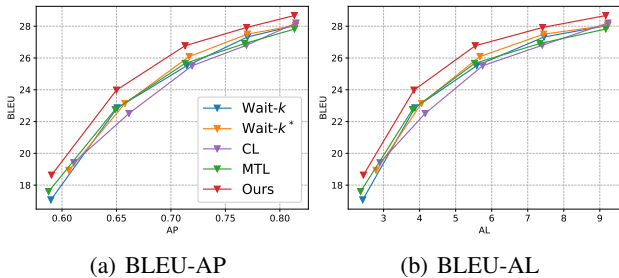 BLEU
28
26
24
22
20
18
0.60
0.65
0.70
0.75
0.80
AP
Wait-k
Wait-k*
CL
MTL
Ours
(a) BLEU-AP
BLEU
28
26
24
22
20
18
3
4
5
6
7
8
9
AL
(b) BLEU-AL